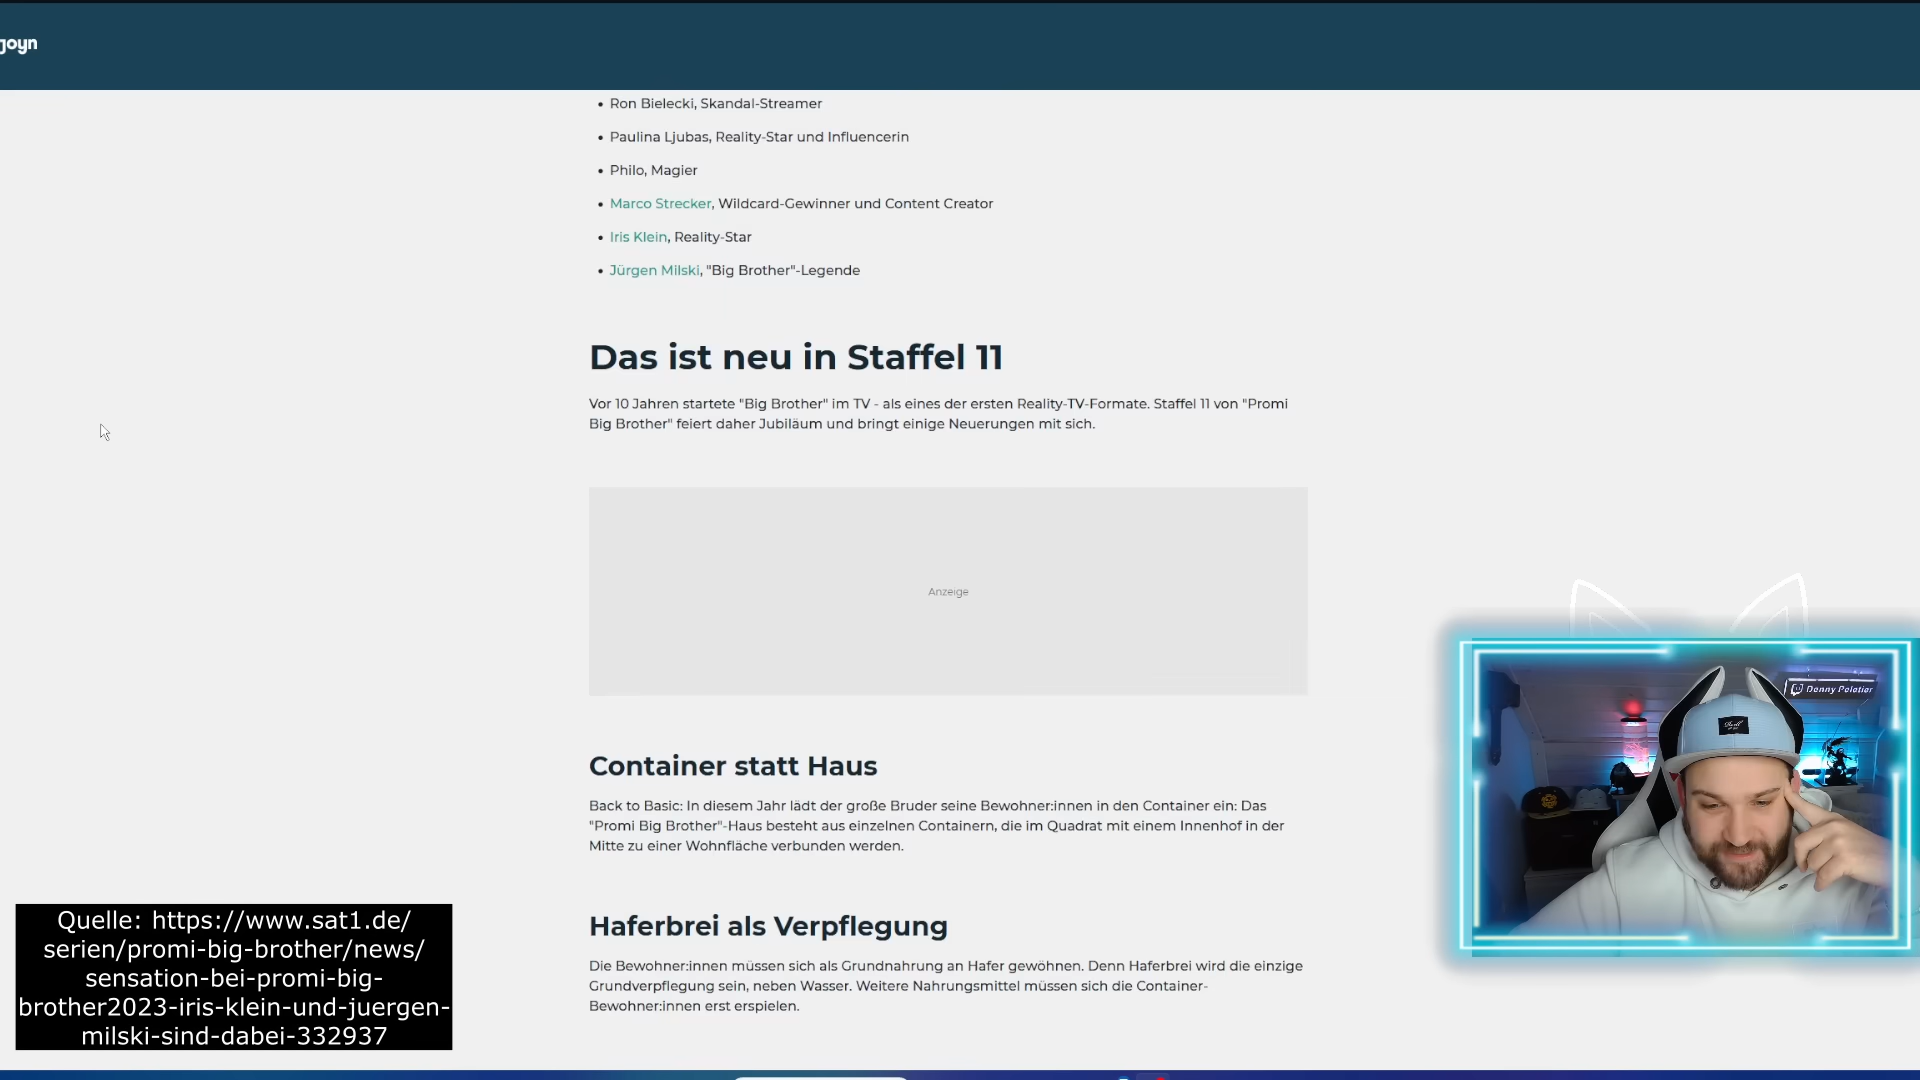 joyn
Ron Bielecki, Skandal-Streamer
Paulina Ljubas, Reality-Star und Influencerin
Philo, Magier
Marco Strecker, Wildcard-Gewinner und Content Creator
Iris Klein, Reality-Star
Jürgen Milski, "Big Brother"-Legende
Das ist neu in Staffel 11
Vor 10 Jahren startete "Big Brother" im TV - als eines der ersten Reality-TV-Formate. Staffel 11 von "Promi
Big Brother" feiert daher Jubiläum und bringt einige Neuerungen mit sich.
Anzeige
Container statt Haus
Back to Basic: In diesem Jahr lädt der große Bruder seine Bewohner:innen in den Container ein: Das
"Promi Big Brother"-Haus besteht aus einzelnen Containern, die im Quadrat mit einem Innenhof in der
Mitte zu einer Wohnfläche verbunden werden.
Haferbrei als Verpflegung
Die Bewohner:innen müssen sich als Grundnahrung an Hafer gewöhnen. Denn Haferbrei wird die einzige
Grundverpflegung sein, neben Wasser. Weitere Nahrungsmittel müssen sich die Container-
Bewohner:innen erst erspielen.
Quelle: https://www.sat1.de/
serien/promi-big-brother/news/
sensation-bei-promi-big-
brother2023-iris-klein-und-juergen-
milski-sind-dabei-332937
Danny Pelatier